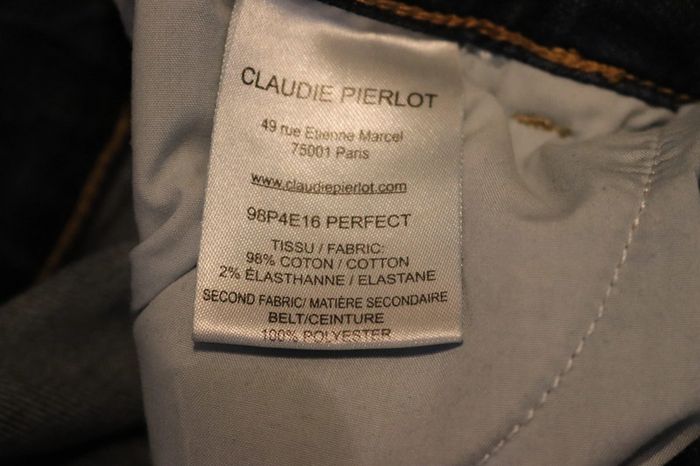 CLAUDIE PIERLOT
49 rue Etienne Marcel
75001 Paris
www.claudiepierlot.com
98P4E16 PERFECT
TISSU / FABRIC:
98% COTON / COTTON
2% ÉLASTHANNE / ELASTANE
SECOND FABRIC/ MATIÈRE SECONDAIRE
BELT/CEINTURE
100% POLYESTER